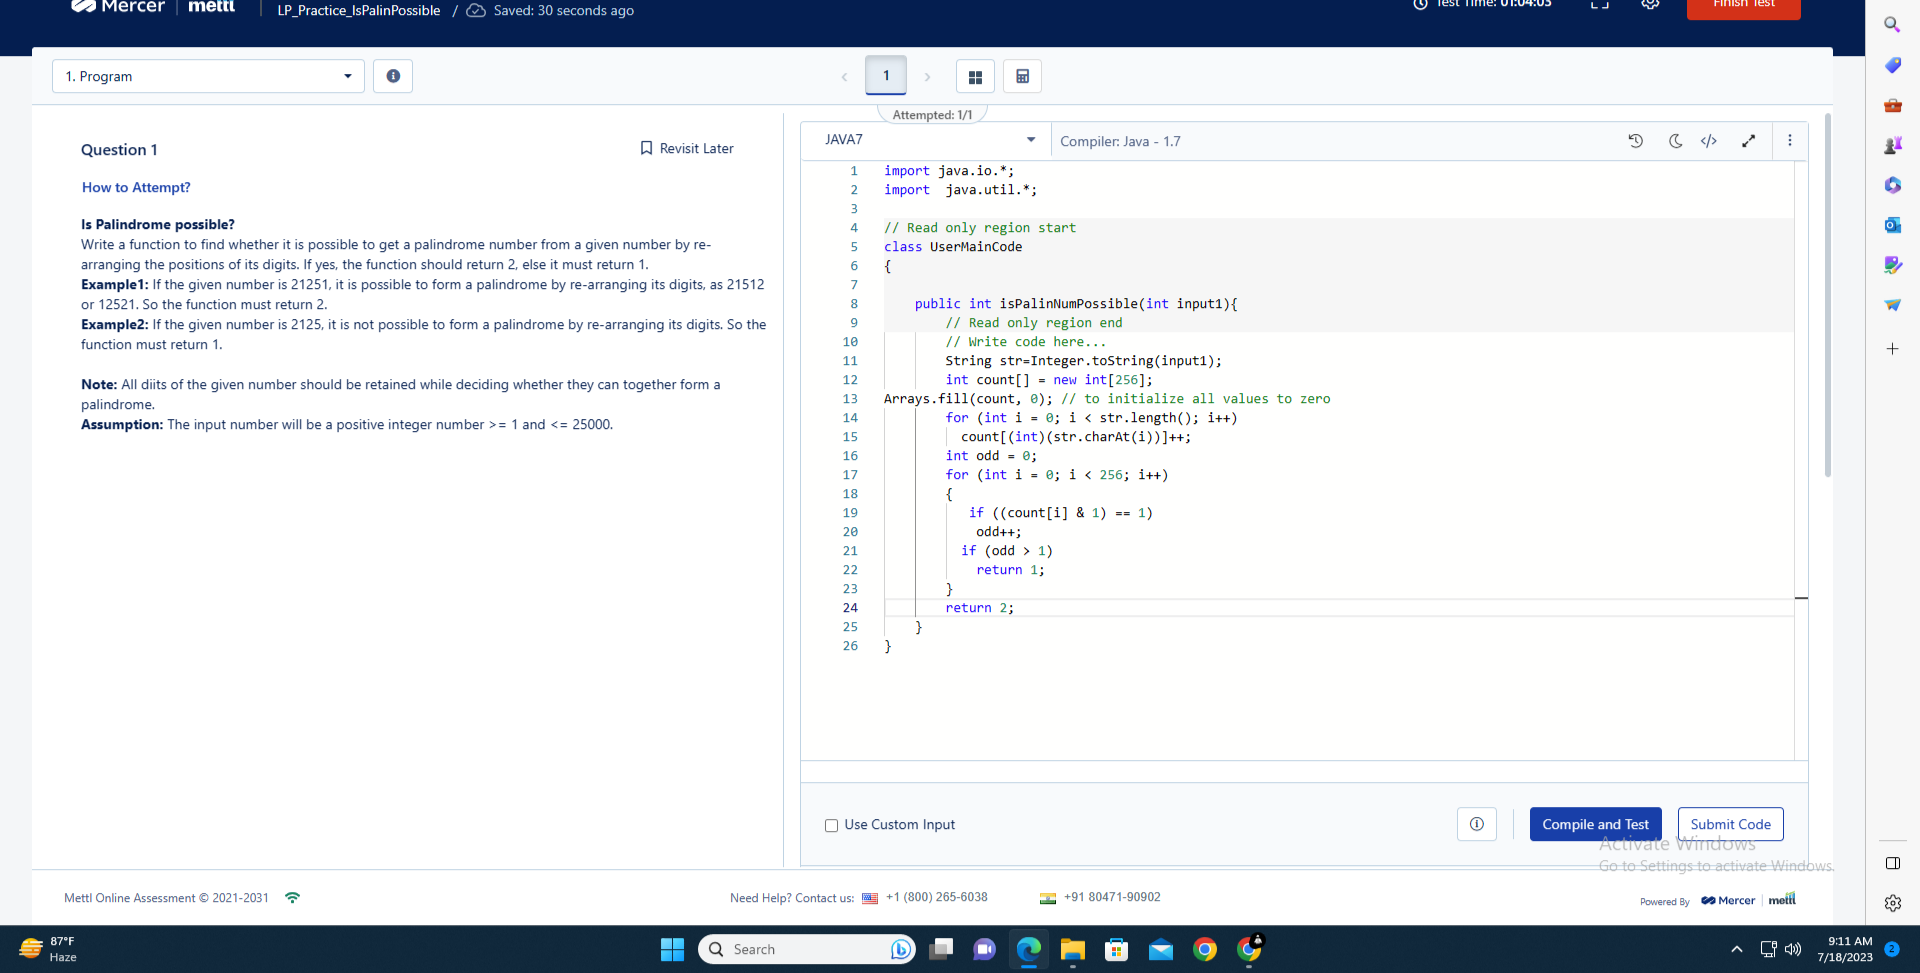 Mercer | mettl
LP_Practice_IsPalinPossible / Saved: 30 seconds ago
Test Time: 01:04:03
Finish Test
1. Program
1
Attempted: 1/1
Question 1
Revisit Later
How to Attempt?
Is Palindrome possible?
Write a function to find whether it is possible to get a palindrome number from a given number by re-
arranging the positions of its digits. If yes, the function should return 2, else it must return 1.
Example1: If the given number is 21251, it is possible to form a palindrome by re-arranging its digits, as 21512
or 12521. So the function must return 2.
Example2: If the given number is 2125, it is not possible to form a palindrome by re-arranging its digits. So the
function must return 1.
Note: All diits of the given number should be retained while deciding whether they can together form a
palindrome.
Assumption: The input number will be a positive integer number >= 1 and <= 25000.
JAVA7
Compiler: Java - 1.7
1 import java.io.*;
2 import  java.util.*;
3
4 // Read only region start
5 class UserMainCode
6 {
7
8 public int isPalinNumPossible(int input1){
9 // Read only region end
10 // Write code here...
11 String str=Integer.toString(input1);
12 int count[] = new int[256];
13 Arrays.fill(count, 0); // to initialize all values to zero
14 for (int i = 0; i < str.length(); i++)
15 count[(int)(str.charAt(i))]++;
16 int odd = 0;
17 for (int i = 0; i < 256; i++)
18 {
19 if ((count[i] & 1) == 1)
20 odd++;
21 if (odd > 1)
22 return 1;
23 }
24 return 2;
25 }
26 }
Use Custom Input
Compile and Test
Submit Code
Activate Windows
Go to Settings to activate Windows.
Mettl Online Assessment © 2021-2031
Need Help? Contact us: +1 (800) 265-6038
+91 80471-90902
Powered By Mercer | mettl
87°F
Haze
Search
9:11 AM
7/18/2023
2